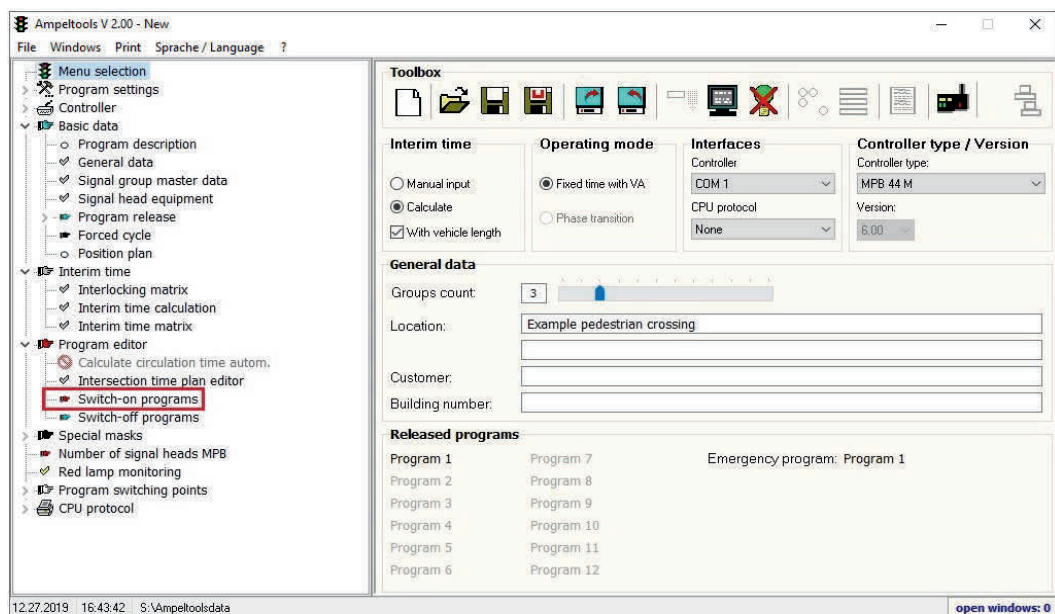 Ampeltools V 2.00 - New
File Windows Print Sprache / Language ?
Menu selection
Program settings
Controller
Basic data
Program description
General data
Signal group master data
Signal head equipment
Program release
Forced cycle
Position plan
Interim time
Interlocking matrix
Interim time calculation
Interim time matrix
Program editor
Calculate circulation time autom.
Intersection time plan editor
Switch-on programs
Switch-off programs
Special masks
Number of signal heads MPB
Red lamp monitoring
Program switching points
CPU protocol
Toolbox
Interim time
Manual input
Calculate
With vehicle length
Operating mode
Fixed time with VA
Phase transition
Interfaces
Controller
COM 1
CPU protocol
None
Controller type / Version
Controller type:
MPB 44 M
Version:
6.00
General data
Groups count: 3
Location: Example pedestrian crossing
Customer:
Building number:
Released programs
Program 1 Program 7 Emergency program: Program 1
Program 2 Program 8
Program 3 Program 9
Program 4 Program 10
Program 5 Program 11
Program 6 Program 12
12.27.2019 16:43:42 S:\Ampeltoolsdata open windows: 0